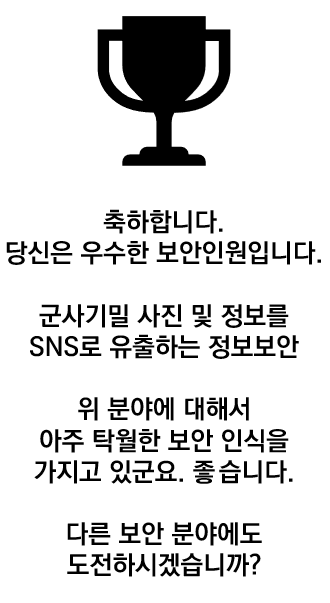 축하합니다.
당신은 우수한 보안인원입니다.
군사기밀 사진 및 정보를
SNS로 유출하는 정보보안
위 분야에 대해서
아주 탁월한 보안 인식을
가지고 있군요. 좋습니다.
다른 보안 분야에도
도전하시겠습니까?